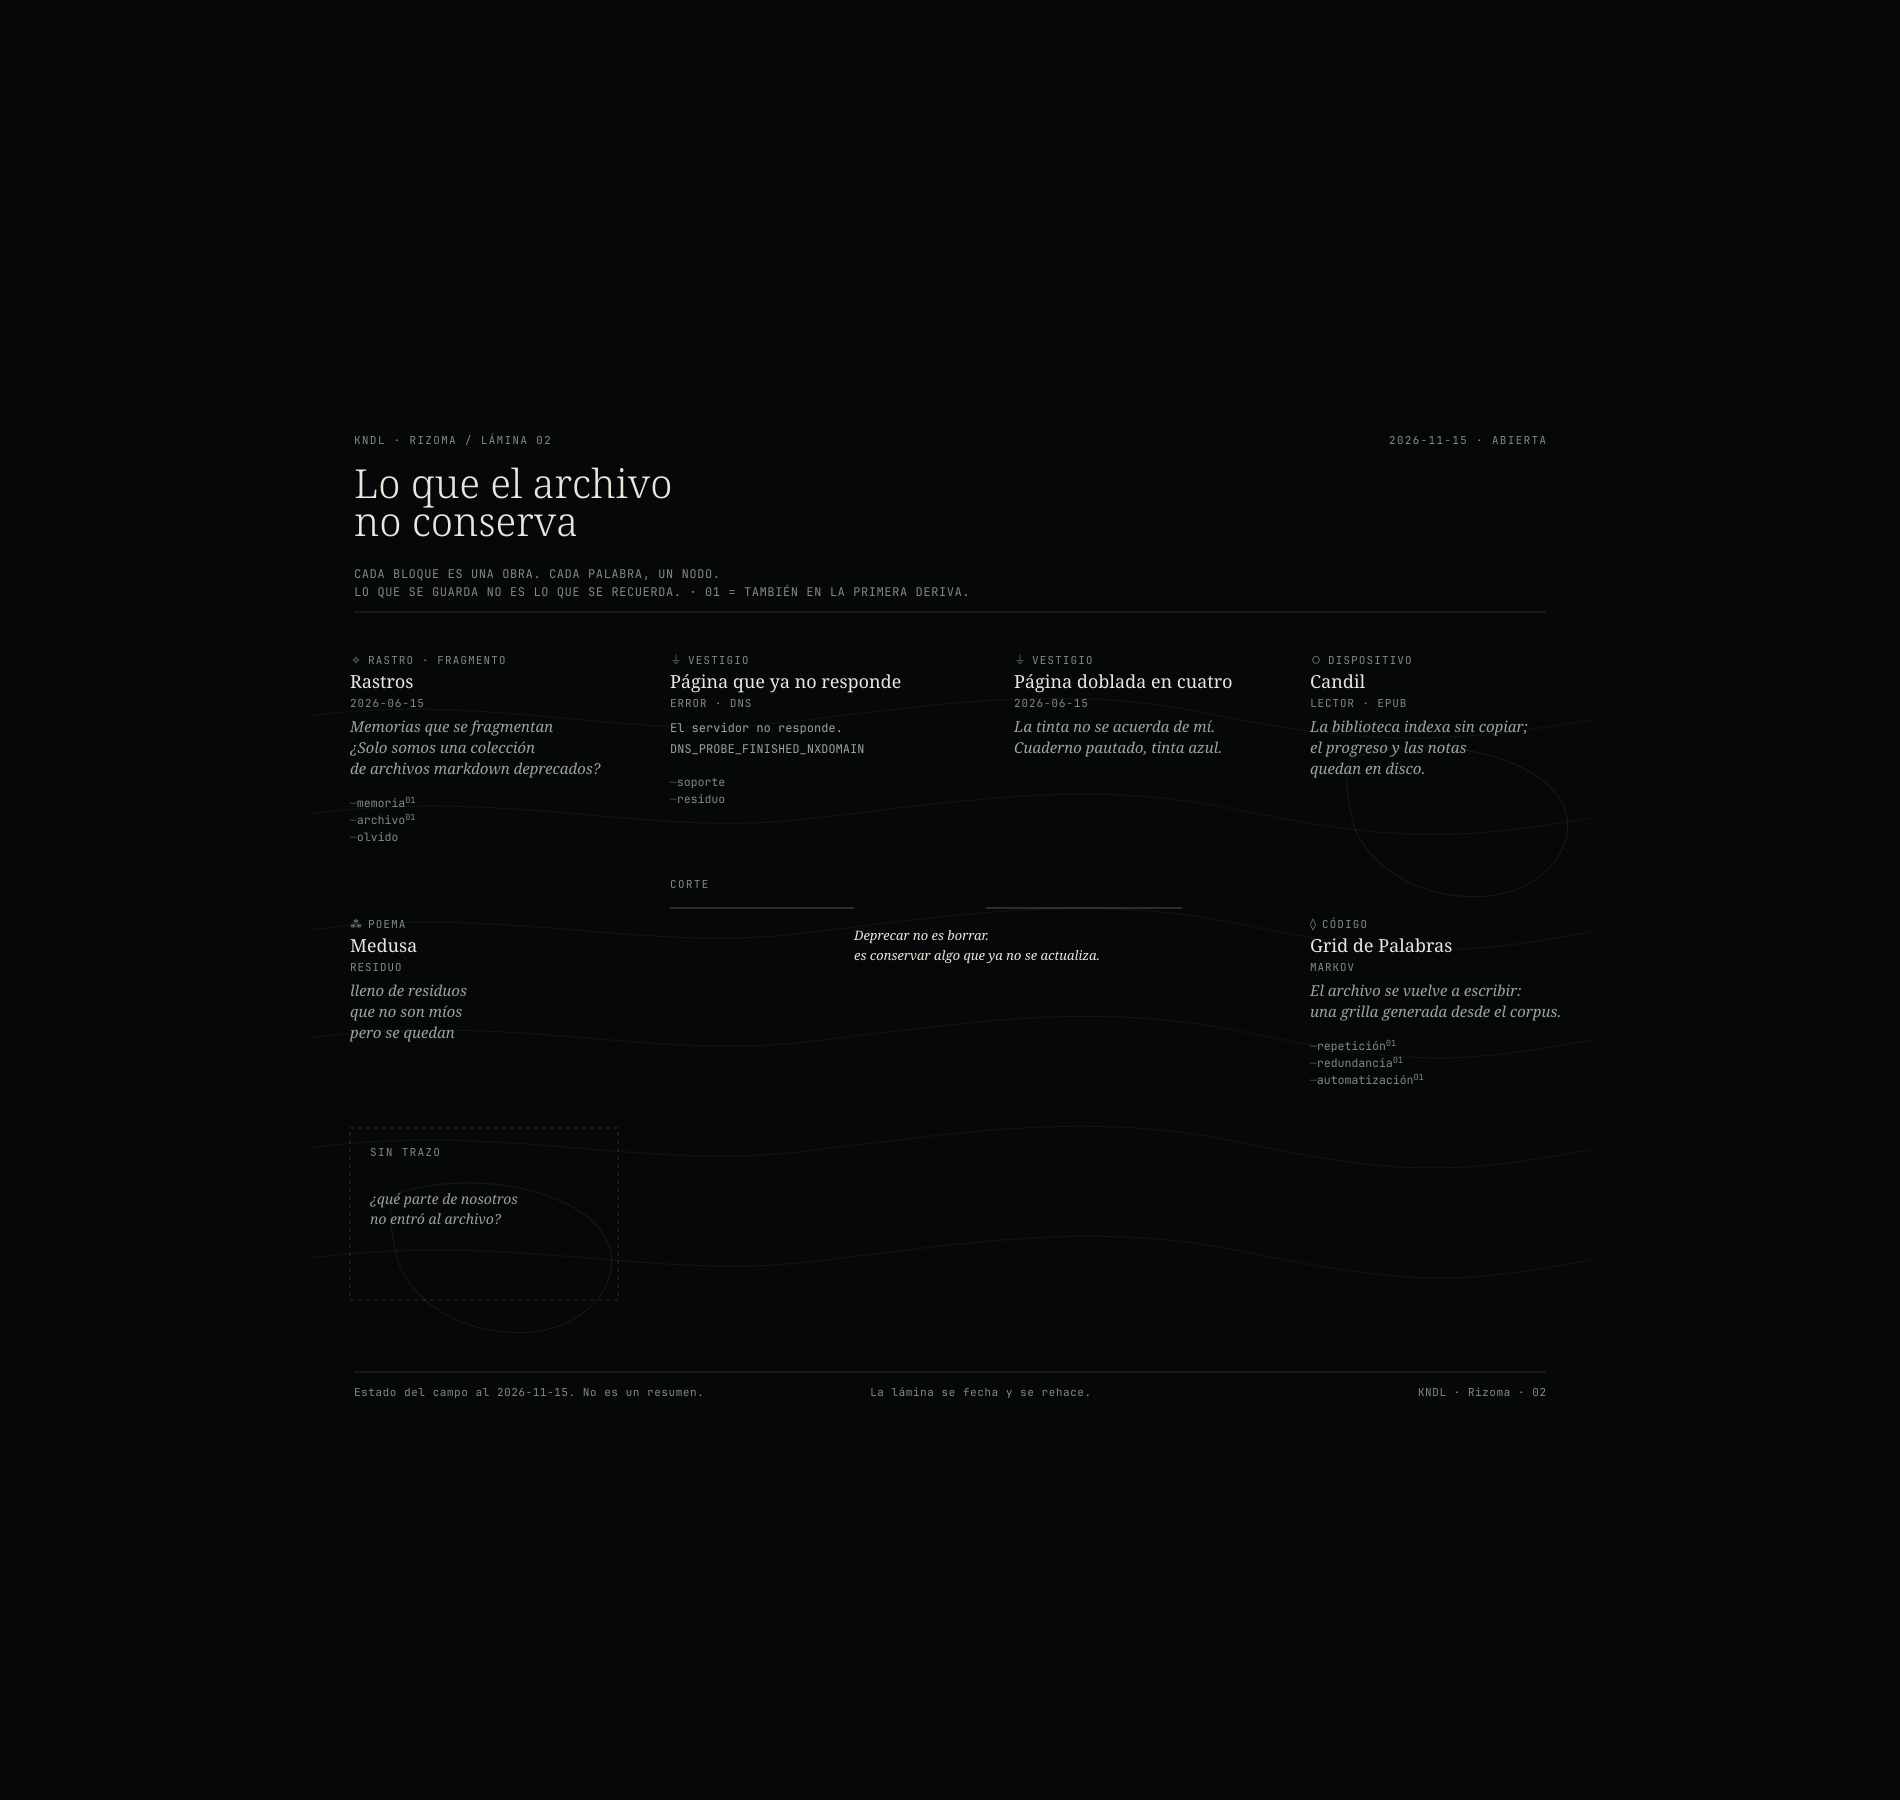 KNDL · RIZOMA / LÁMINA 02
2026-11-15 · ABIERTA
Lo que el archivo
no conserva
CADA BLOQUE ES UNA OBRA. CADA PALABRA, UN NODO.
LO QUE SE GUARDA NO ES LO QUE SE RECUERDA. · 01 = TAMBIÉN EN LA PRIMERA DERIVA.
✧ RASTRO · FRAGMENTO
Rastros
2026-06-15
Memorias que se fragmentan
¿Solo somos una colección
de archivos markdown deprecados?
—memoria01
—archivo01
—olvido
⏚ VESTIGIO
Página que ya no responde
ERROR · DNS
El servidor no responde.
DNS_PROBE_FINISHED_NXDOMAIN
—soporte
—residuo
⏚ VESTIGIO
Página doblada en cuatro
2026-06-15
La tinta no se acuerda de mí.
Cuaderno pautado, tinta azul.
⎔ DISPOSITIVO
Candil
LECTOR · EPUB
La biblioteca indexa sin copiar;
el progreso y las notas
quedan en disco.
CORTE
Deprecar no es borrar.
es conservar algo que ya no se actualiza.
⁂ POEMA
Medusa
RESIDUO
lleno de residuos
que no son míos
pero se quedan
◊ CÓDIGO
Grid de Palabras
MARKOV
El archivo se vuelve a escribir:
una grilla generada desde el corpus.
—repetición01
—redundancia01
—automatización01
SIN TRAZO
¿qué parte de nosotros
no entró al archivo?
Estado del campo al 2026-11-15. No es un resumen.
La lámina se fecha y se rehace.
KNDL · Rizoma · 02